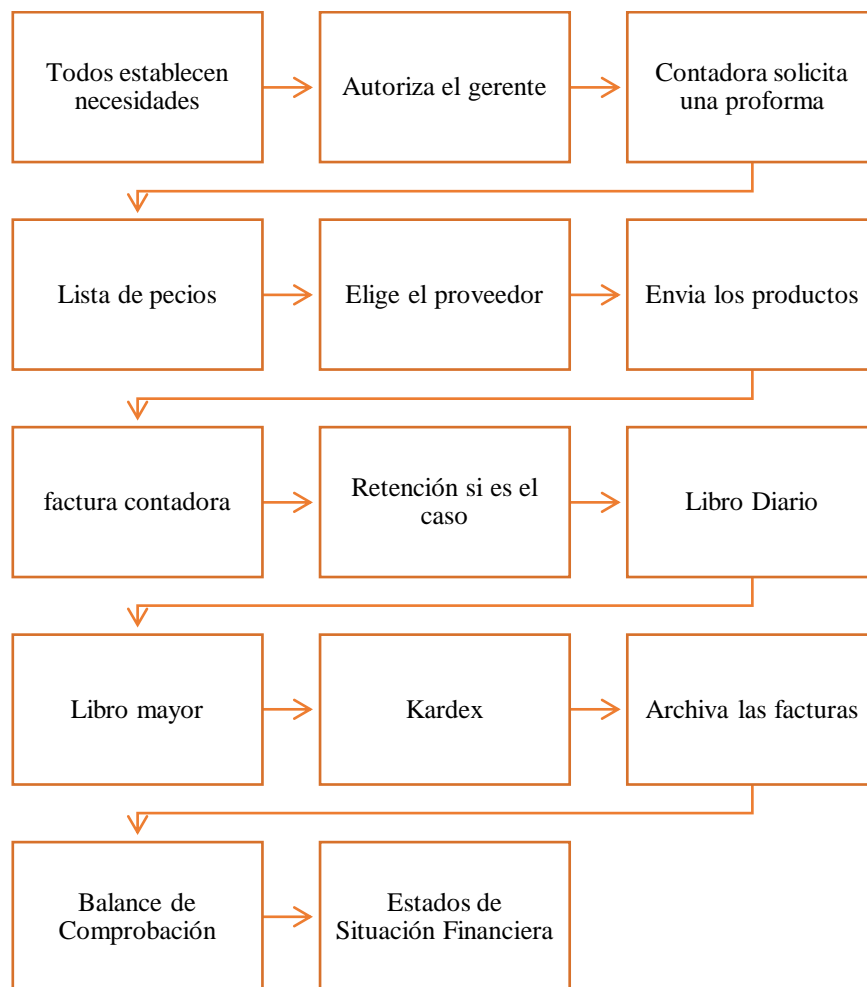 Todos establecen
necesidades
Autoriza el gerente
Contadora solicita
una proforma
Lista de pecios
Elige el proveedor
Envia los productos
factura contadora
Retención si es el
caso
Libro Diario
Libro mayor
Kardex
Archiva las facturas
Balance de
Comprobación
Estados de
Situación Financiera